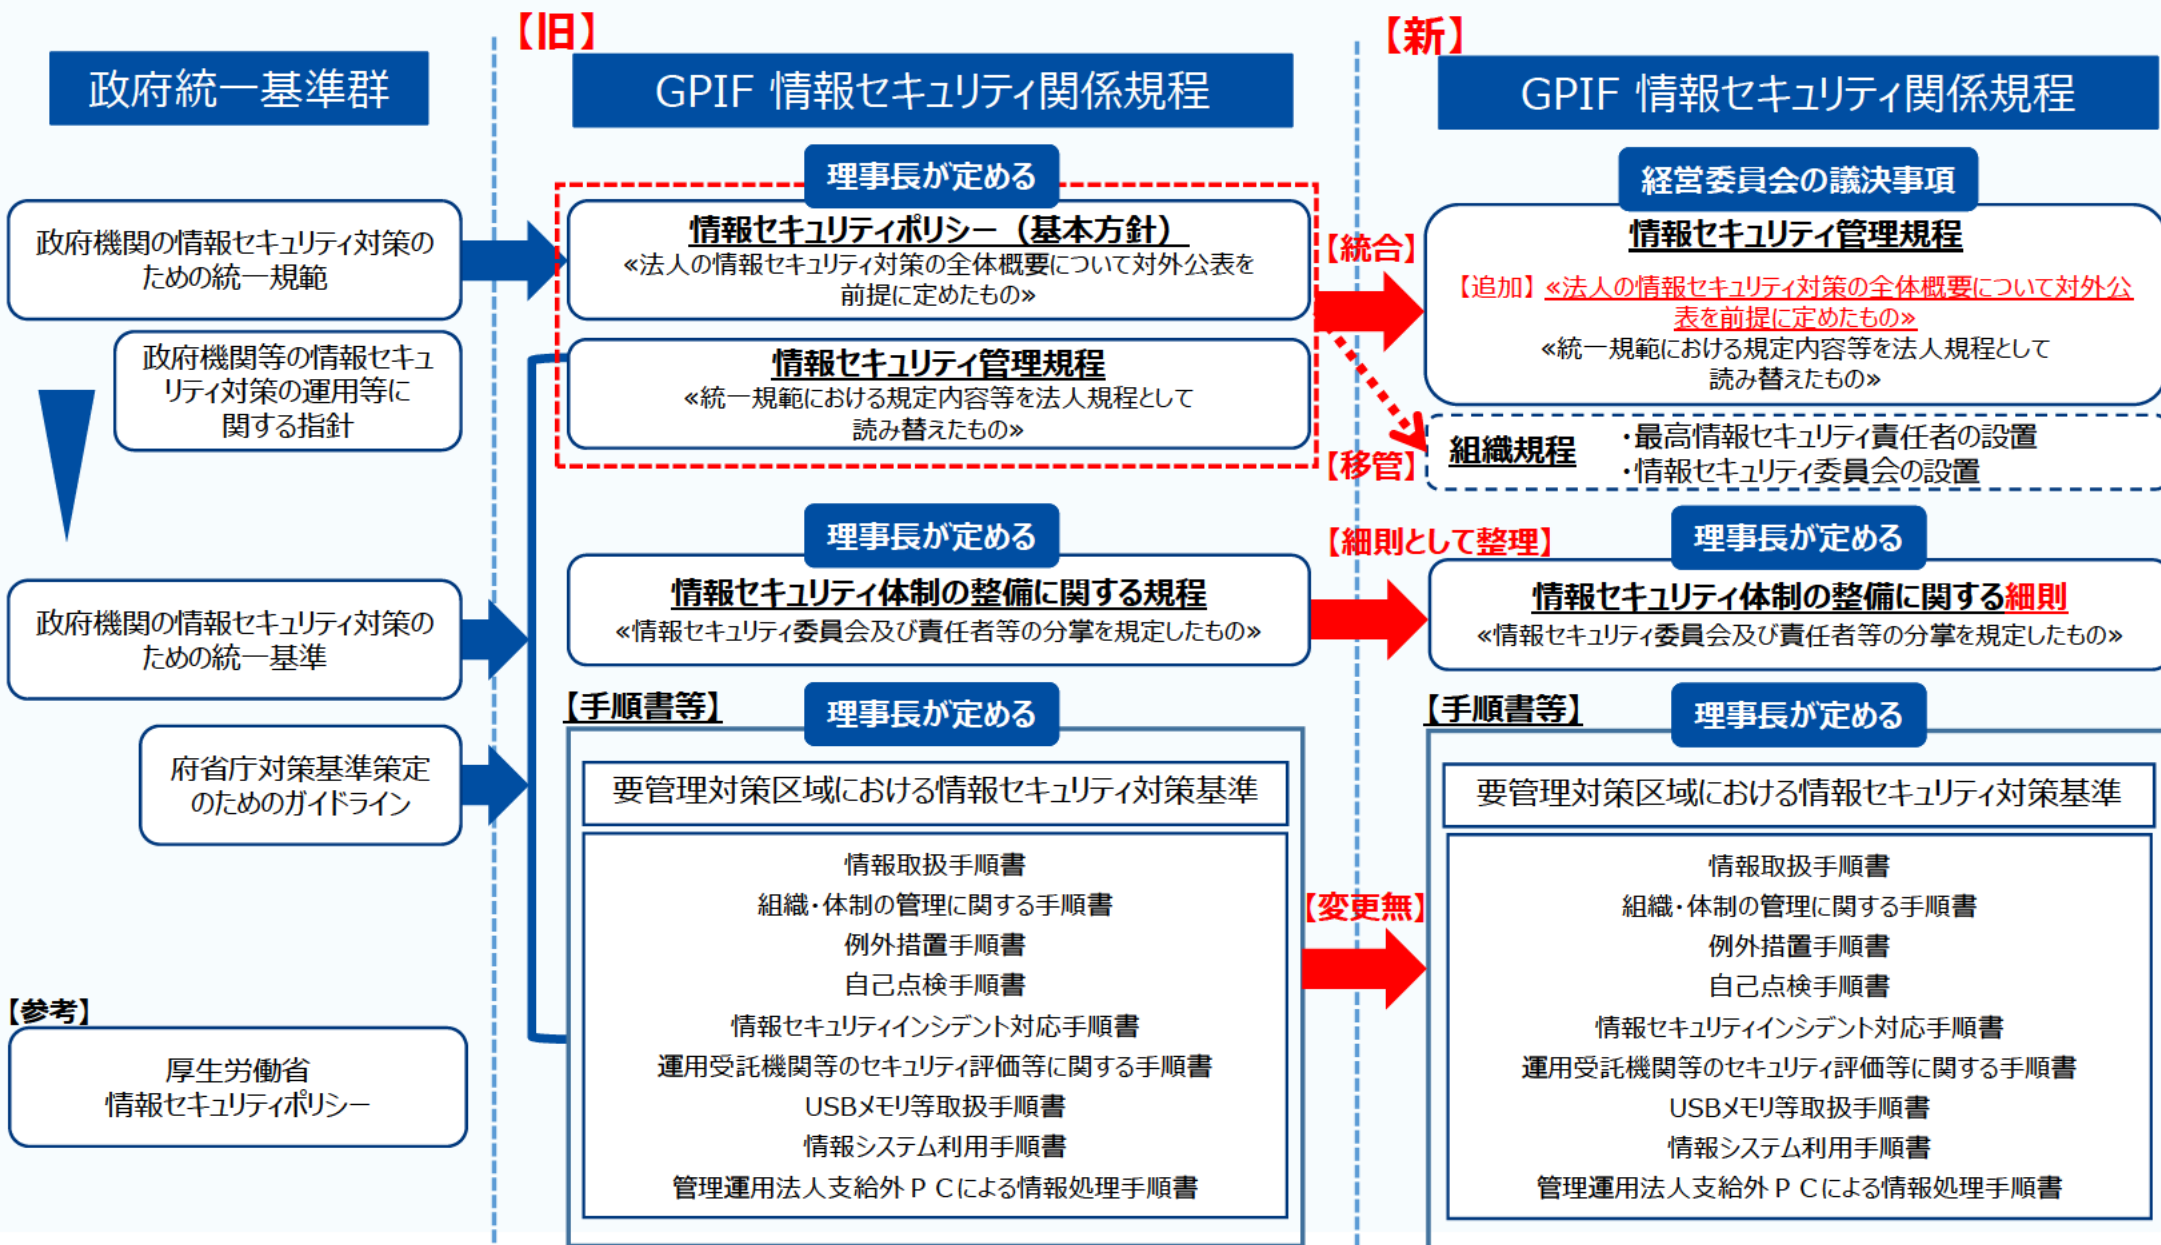 政府統一基準群
政府機関の情報セキュリティ対策の
ための統一規範
政府機関等の情報セキュ
リティ対策の運用等に
関する指針
政府機関の情報セキュリティ対策の
ための統一基準
府省庁対策基準策定
のためのガイドライン
【参考】
厚生労働省
情報セキュリティポリシー
【旧】
GPIF 情報セキュリティ関係規程
理事長が定める
情報セキュリティポリシー（基本方針）
≪法人の情報セキュリティ対策の全体概要について対外公表を
前提に定めたもの≫
情報セキュリティ管理規程
≪統一規範における規定内容等を法人規程として
読み替えたもの≫
理事長が定める
情報セキュリティ体制の整備に関する規程
≪情報セキュリティ委員会及び責任者等の分掌を規定したもの≫
【手順書等】
理事長が定める
要管理対策区域における情報セキュリティ対策基準
情報取扱手順書
組織・体制の管理に関する手順書
例外措置手順書
自己点検手順書
情報セキュリティインシデント対応手順書
運用受託機関等のセキュリティ評価等に関する手順書
USBメモリ等取扱手順書
情報システム利用手順書
管理運用法人支給外ＰＣによる情報処理手順書
【統合】
【移管】
【細則として整理】
【変更無】
【新】
GPIF 情報セキュリティ関係規程
経営委員会の議決事項
情報セキュリティ管理規程
【追加】≪法人の情報セキュリティ対策の全体概要について対外公
表を前提に定めたもの≫
≪統一規範における規定内容等を法人規程として
読み替えたもの≫
組織規程
・最高情報セキュリティ責任者の設置
・情報セキュリティ委員会の設置
理事長が定める
情報セキュリティ体制の整備に関する細則
≪情報セキュリティ委員会及び責任者等の分掌を規定したもの≫
【手順書等】
理事長が定める
要管理対策区域における情報セキュリティ対策基準
情報取扱手順書
組織・体制の管理に関する手順書
例外措置手順書
自己点検手順書
情報セキュリティインシデント対応手順書
運用受託機関等のセキュリティ評価等に関する手順書
USBメモリ等取扱手順書
情報システム利用手順書
管理運用法人支給外ＰＣによる情報処理手順書